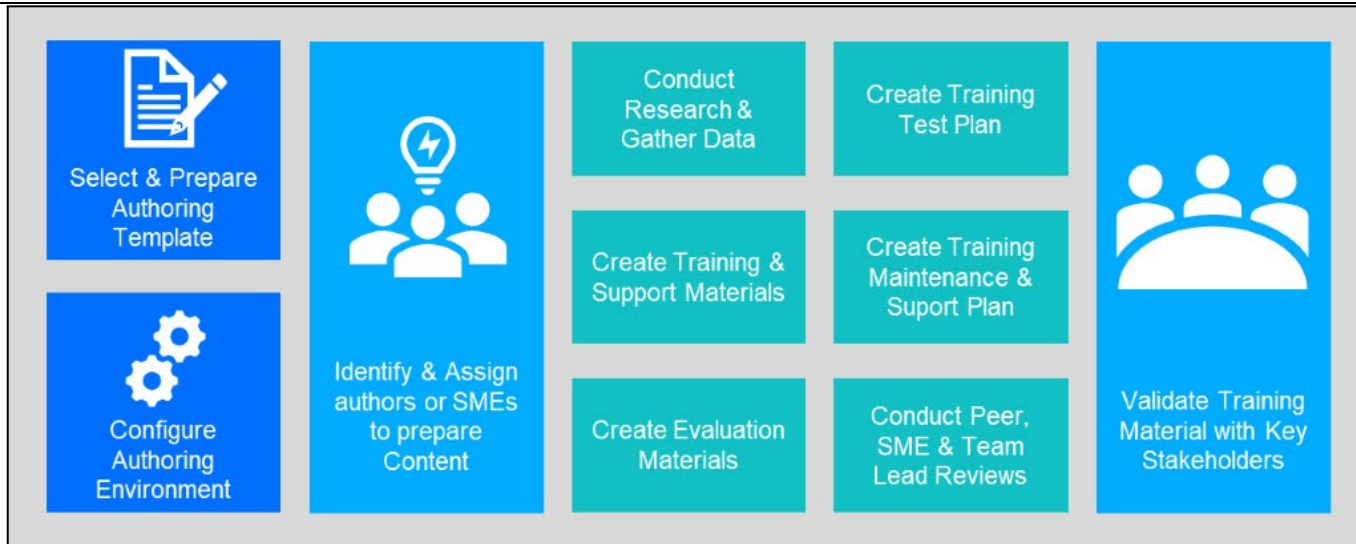 Select & Prepare
Authoring
Template
Configure
Authoring
Environment
Identify & Assign
authors or SMEs
to prepare
Content
Conduct
Research &
Gather Data
Create Training &
Support Materials
Create Evaluation
Materials
Create Training
Test Plan
Create Training
Maintenance &
Suport Plan
Conduct Peer,
SME & Team
Lead Reviews
Validate Training
Material with Key
Stakeholders